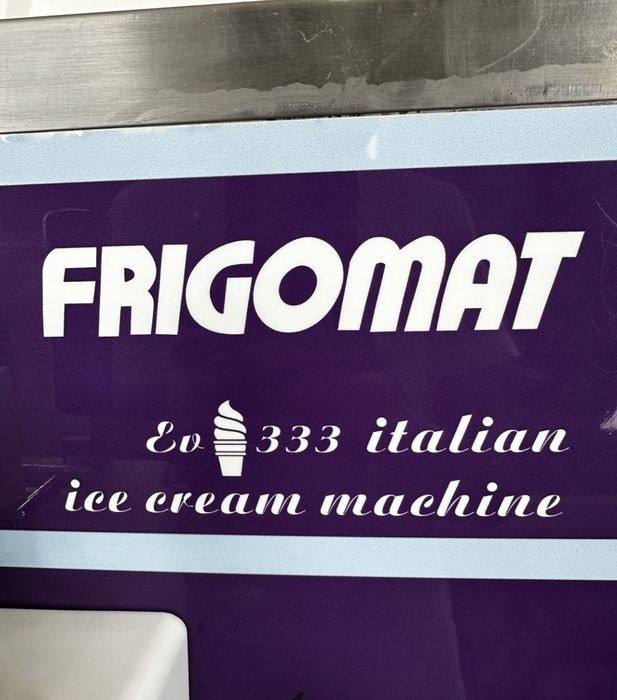 FRIGOMAT
Ev 333 italian
ice cream machine